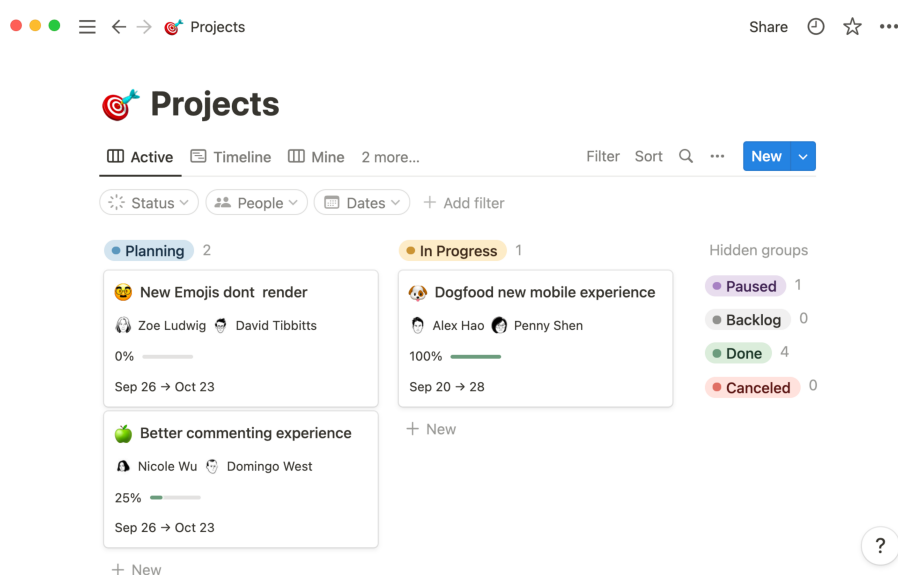 Projects
Share
Projects
Active Timeline Mine 2 more...
Filter Sort New
Status People Dates + Add filter
Planning 2
New Emojis dont render
Zoe Ludwig David Tibbitts
0%
Sep 26 → Oct 23
Better commenting experience
Nicole Wu Domingo West
25%
Sep 26 → Oct 23
+ New
In Progress 1
Dogfood new mobile experience
Alex Hao Penny Shen
100%
Sep 20 → 28
+ New
Hidden groups
Paused 1
Backlog 0
Done 4
Canceled 0
?